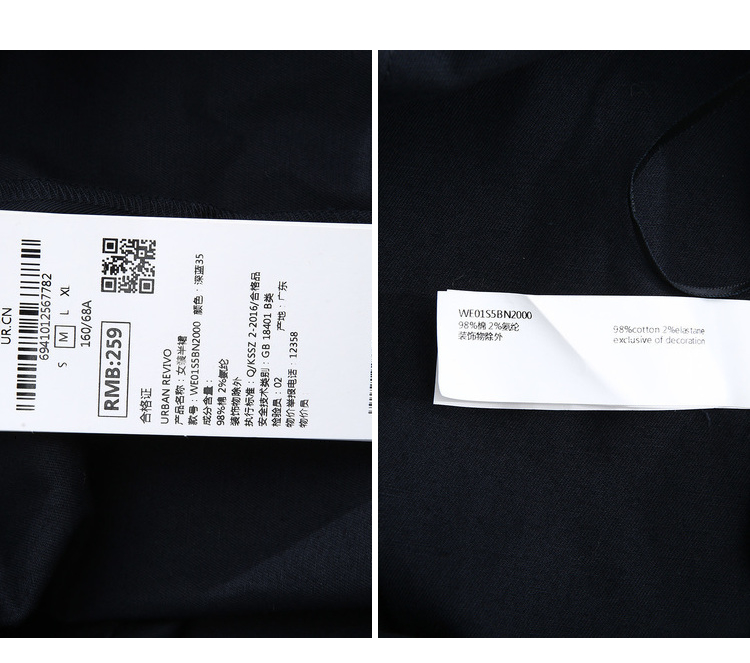 UR.CN
6941012567782
S M L XL
160/68A
RMB:259
合格证
URBAN REVIVO
产品名称：女装半裙
款号：WE01S5BN2000 颜色：深蓝35
成分含量：
98%棉 2%氨纶
装饰物除外
执行标准：Q/KSSZ 2-2016/合格品
安全技术类别：GB 18401 B类
检验员：02 产地：广东
物价举报电话：12358
物价员
WE01S5BN2000
98%棉 2%氨纶
装饰物除外
98%cotton 2%elastane
exclusive of decoration